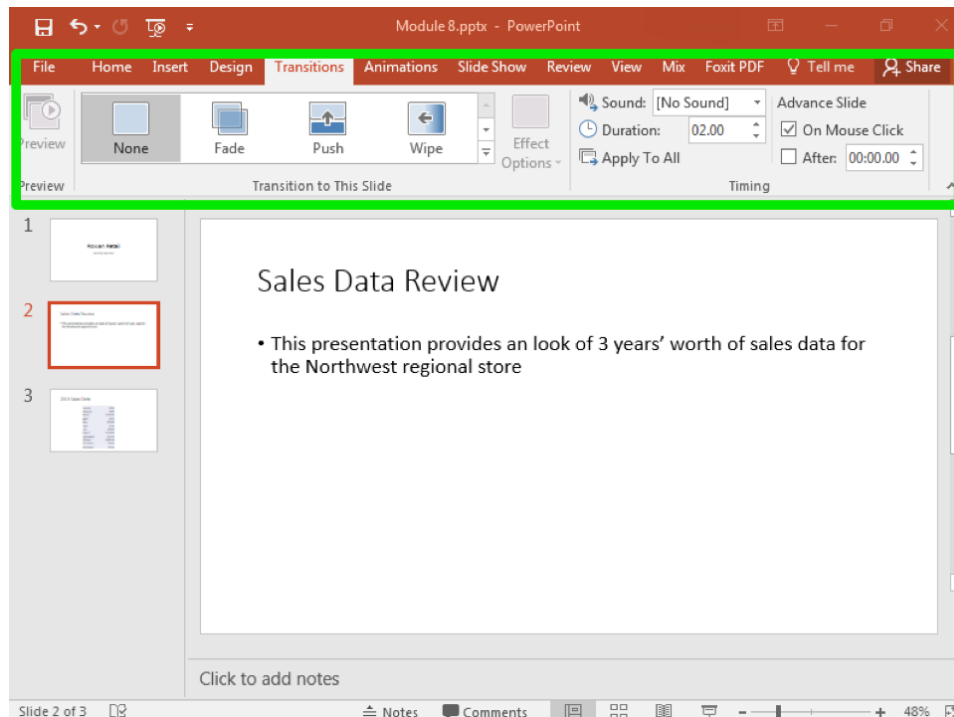 Module 8.pptx - PowerPoint
File Home Insert Design Transitions Animations Slide Show Review View Mix Foxit PDF Tell me Share
Preview None Fade Push Wipe Effect Options
Sound: [No Sound] Advance Slide
Duration: 02.00 On Mouse Click
Apply To All After: 00:00.00
Preview Transition to This Slide Timing
1
2
3
Sales Data Review
• This presentation provides an look of 3 years’ worth of sales data for
the Northwest regional store
Click to add notes
Slide 2 of 3 Notes Comments 48%